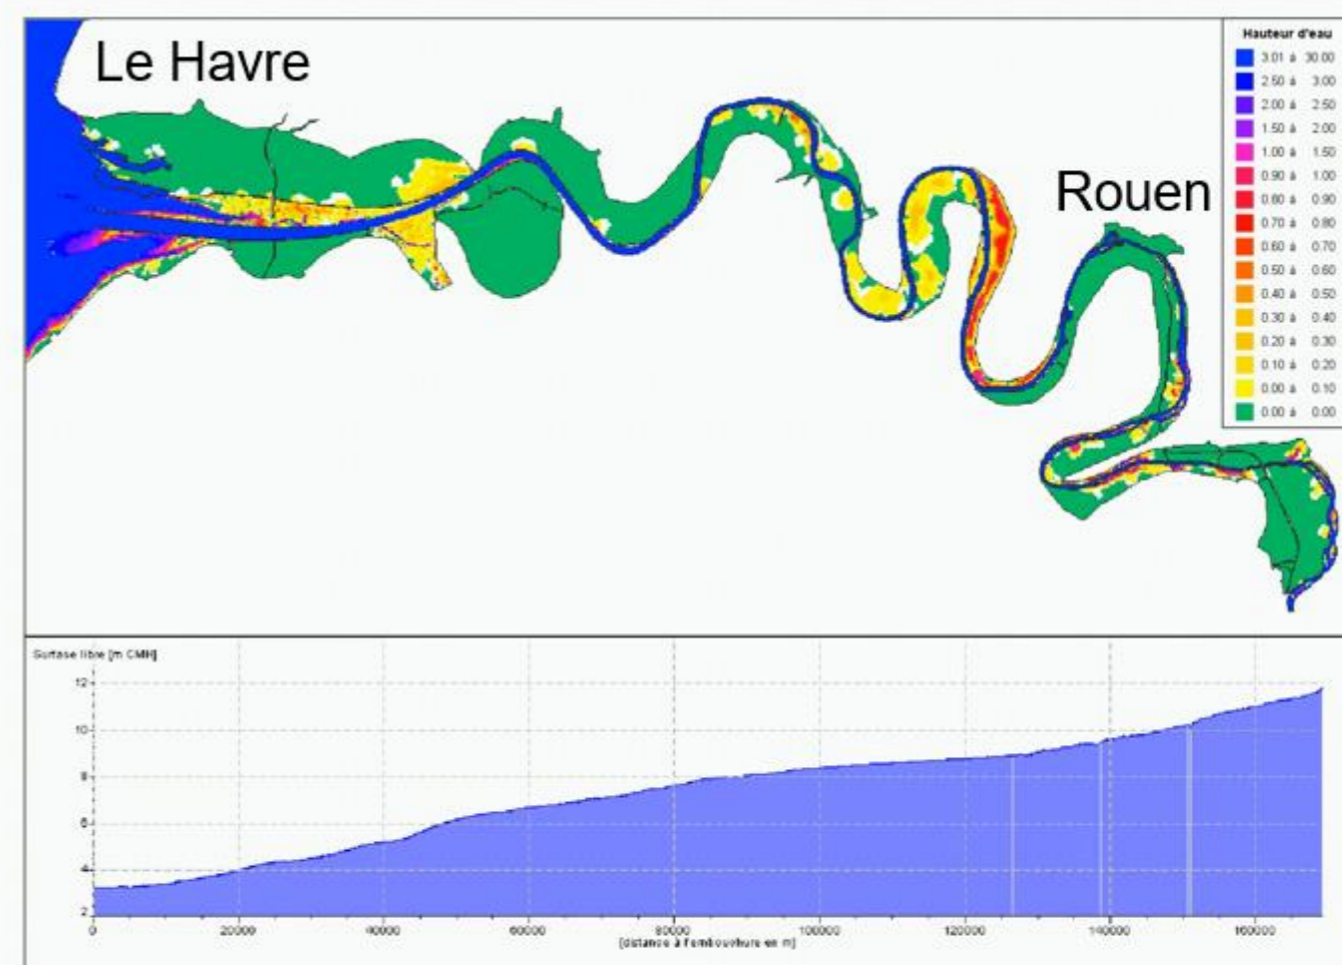 Le Havre
Rouen
Hauteur d'eau
3.01 à 30.00
2.50 à 3.00
2.00 à 2.50
1.50 à 2.00
1.00 à 1.50
0.90 à 1.00
0.80 à 0.90
0.70 à 0.80
0.60 à 0.70
0.50 à 0.60
0.40 à 0.50
0.30 à 0.40
0.20 à 0.30
0.10 à 0.20
0.00 à 0.10
0.00 à 0.00
Surfase libre [m CMH]
12
10
8
6
4
2
0 20000 40000 60000 80000 100000 120000 140000 160000
[distance à l'embouchure en m]